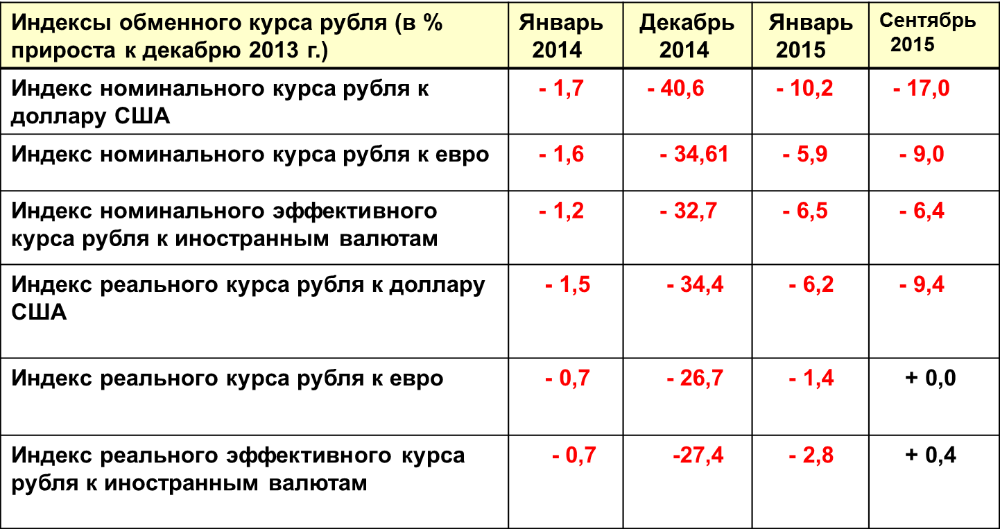 Индексы обменного курса рубля (в %
прироста к декабрю 2013 г.)
Январь
2014
Декабрь
2014
Январь
2015
Сентябрь
2015
Индекс номинального курса рубля к
доллару США
- 1,7
- 40,6
- 10,2
- 17,0
Индекс номинального курса рубля к евро
- 1,6
- 34,61
- 5,9
- 9,0
Индекс номинального эффективного
курса рубля к иностранным валютам
- 1,2
- 32,7
- 6,5
- 6,4
Индекс реального курса рубля к доллару
США
- 1,5
- 34,4
- 6,2
- 9,4
Индекс реального курса рубля к евро
- 0,7
- 26,7
- 1,4
+ 0,0
Индекс реального эффективного курса
рубля к иностранным валютам
- 0,7
-27,4
- 2,8
+ 0,4